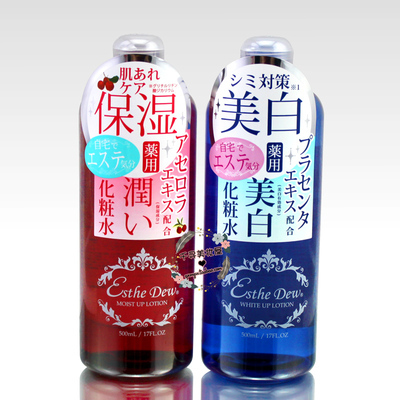 肌あれ
ケア
保湿
アセロラ
エキス配合
自宅で
エステ気分
薬用
潤い
化粧水
Esthe Dew
MOIST UP LOTION
500mL / 17FL.OZ
シミ対策※1
美白
プラセンタ
エキス配合
自宅で
エステ気分
薬用
美白
化粧水
Esthe Dew
WHITE UP LOTION
500mL / 17FL.OZ